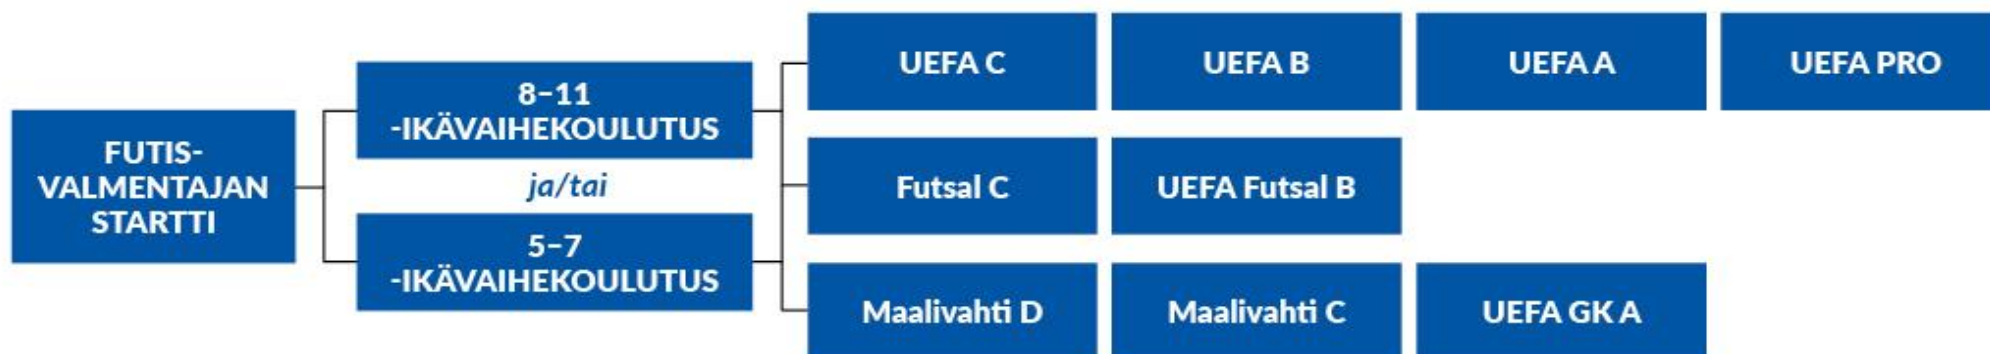 FUTIS-
VALMENTAJAN
STARTTI
8–11
-IKÄVAIHEKOULUTUS
ja/tai
5–7
-IKÄVAIHEKOULUTUS
UEFA C
UEFA B
UEFA A
UEFA PRO
Futsal C
UEFA Futsal B
Maalivahti D
Maalivahti C
UEFA GK A